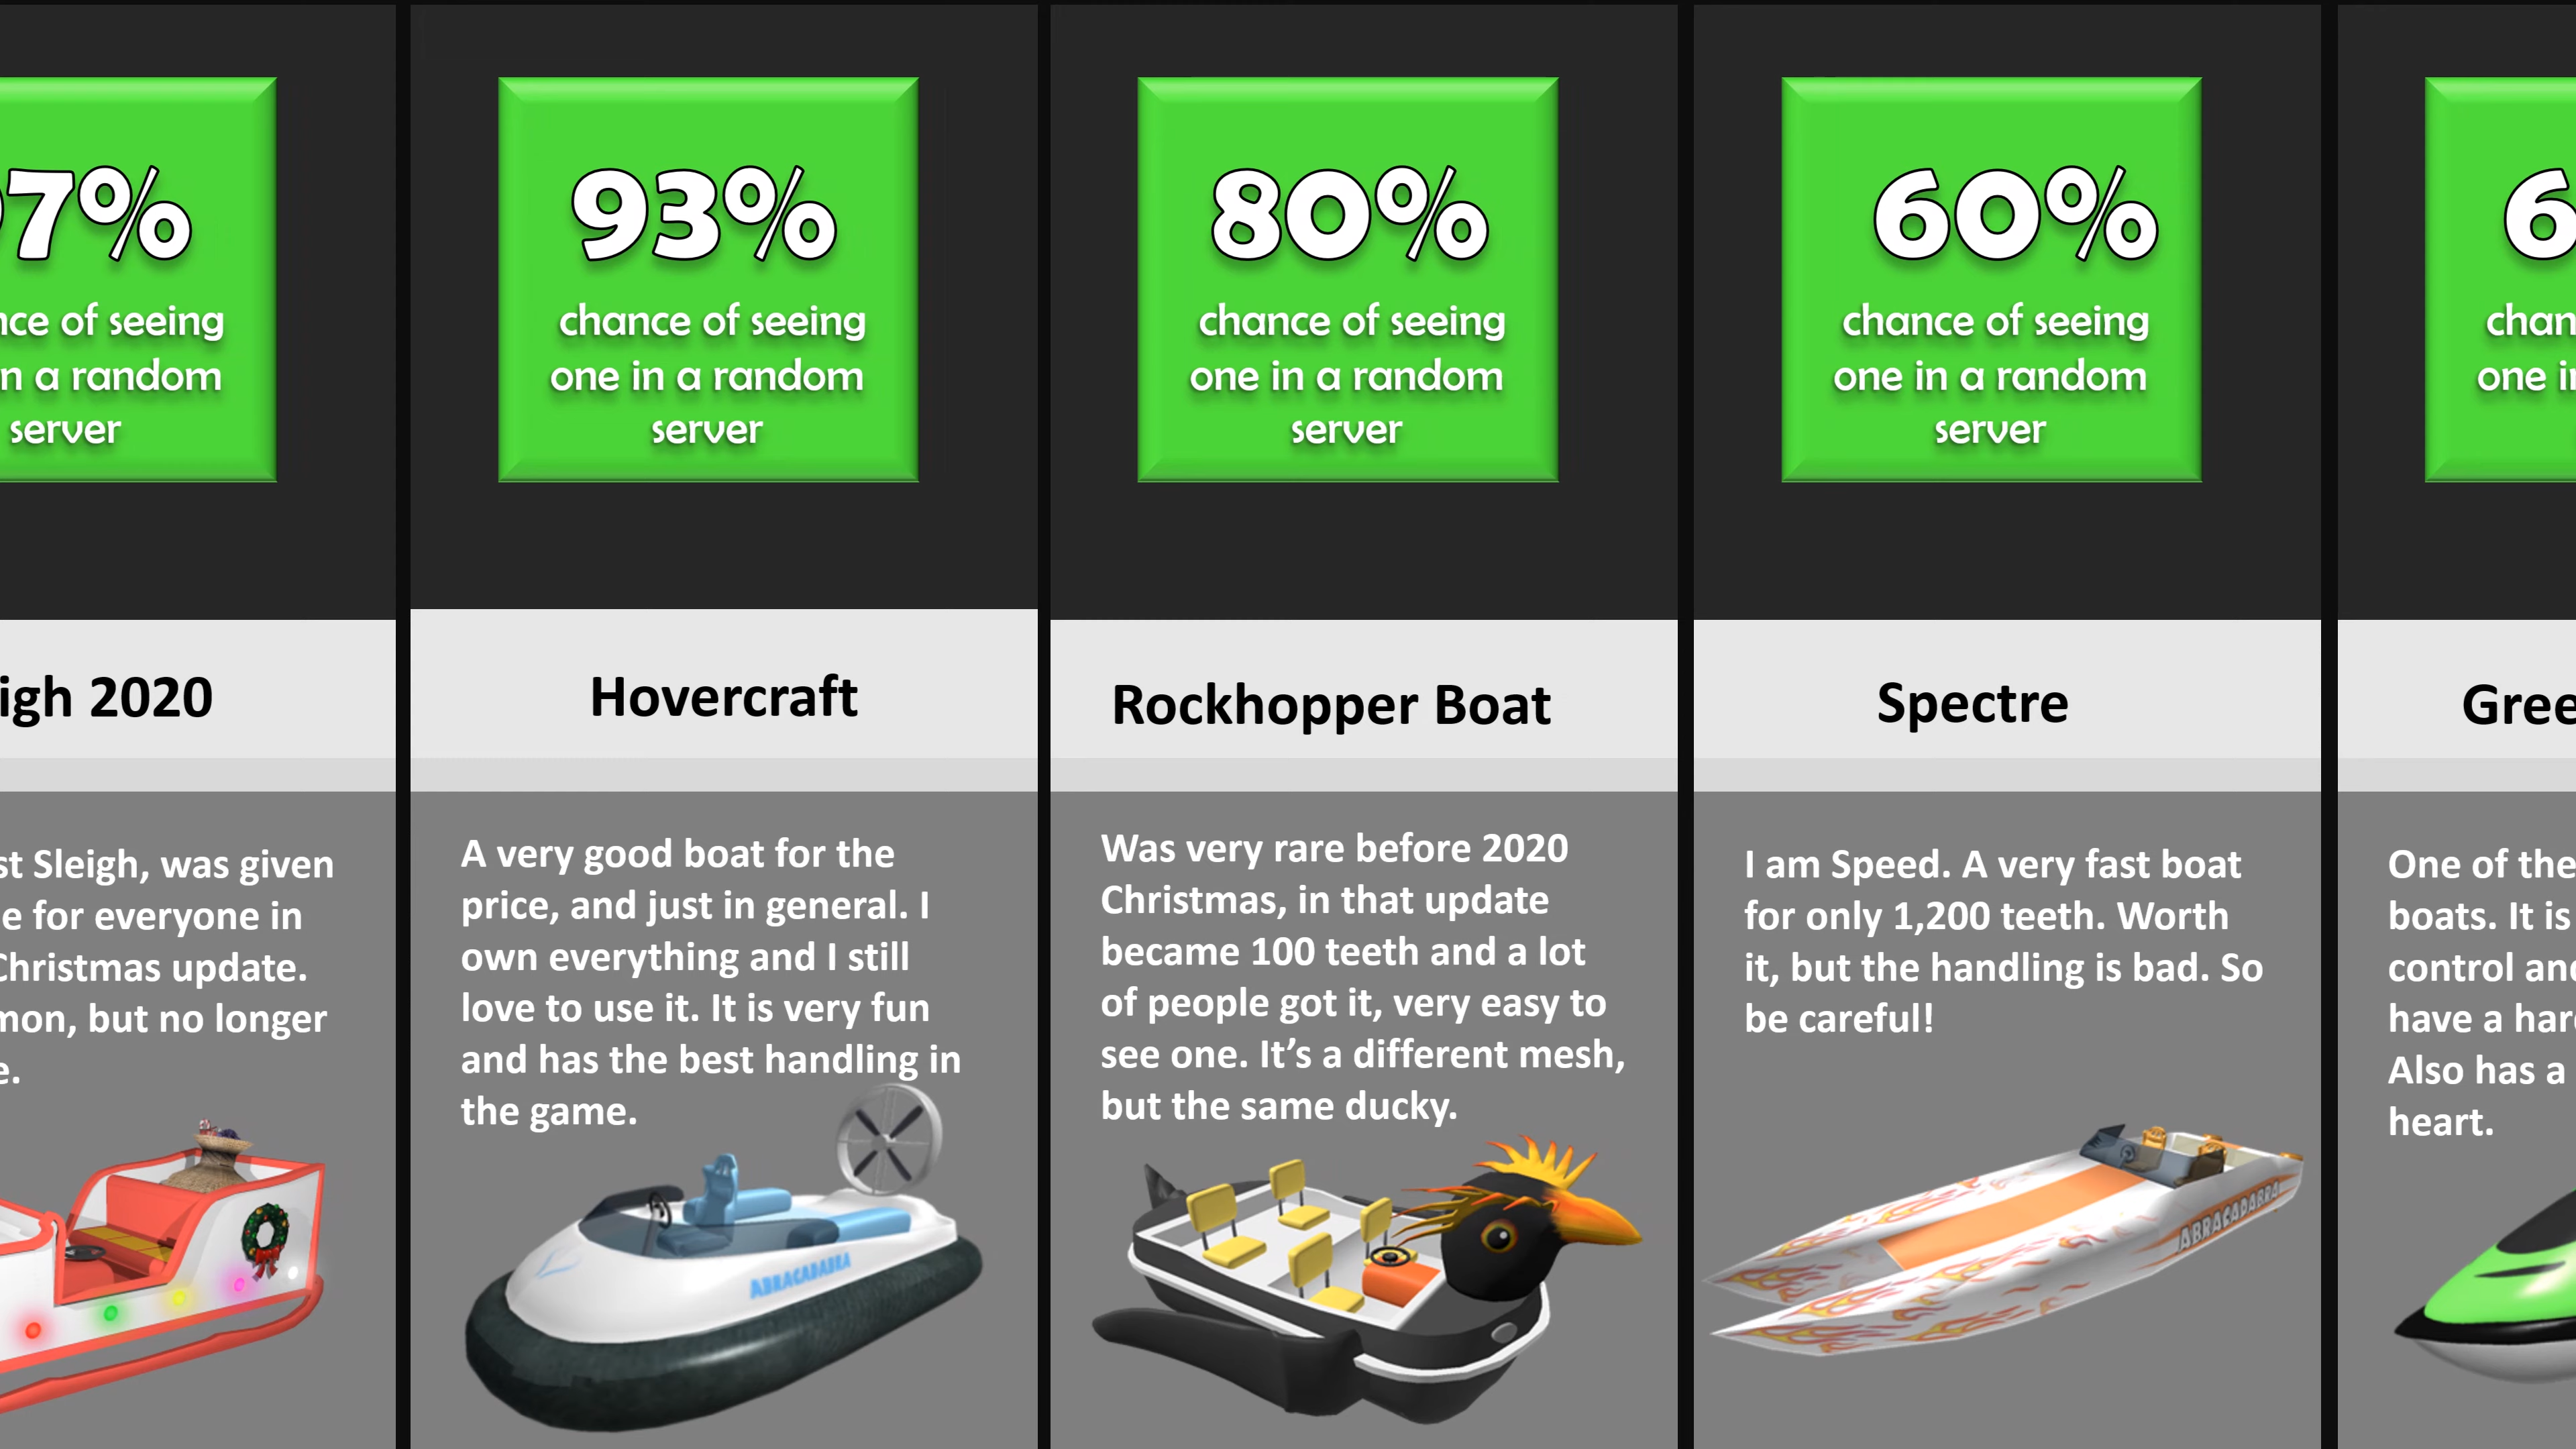 7%
ce of seeing
n a random
server
igh 2020
st Sleigh, was given
e for everyone in
Christmas update.
mon, but no longer
e.
93%
chance of seeing
one in a random
server
Hovercraft
A very good boat for the
price, and just in general. I
own everything and I still
love to use it. It is very fun
and has the best handling in
the game.
ABRACADABRA
80%
chance of seeing
one in a random
server
Rockhopper Boat
Was very rare before 2020
Christmas, in that update
became 100 teeth and a lot
of people got it, very easy to
see one. It’s a different mesh,
but the same ducky.
60%
chance of seeing
one in a random
server
Spectre
I am Speed. A very fast boat
for only 1,200 teeth. Worth
it, but the handling is bad. So
be careful!
ABRACADABRA
6
chan
one in
Gree
One of the
boats. It is
control and
have a hard
Also has a
heart.